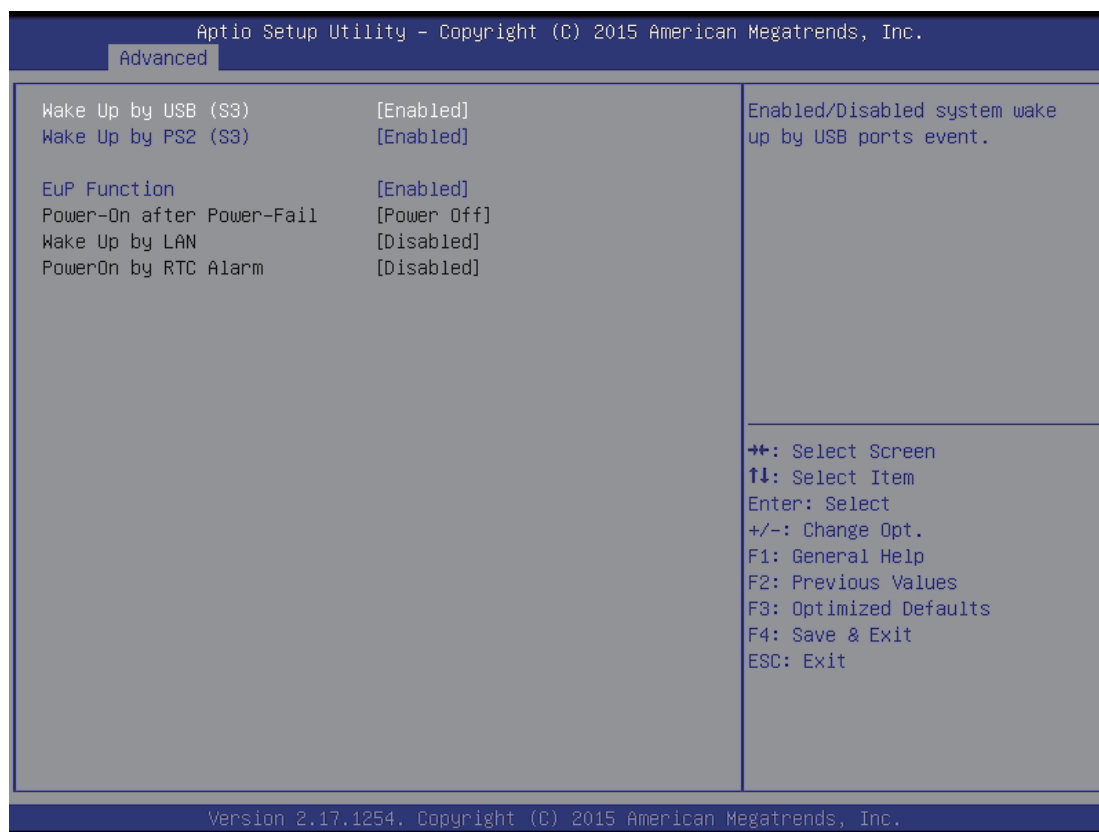 Aptio Setup Utility – Copyright (C) 2015 American Megatrends, Inc.
Advanced
Wake Up by USB (S3) [Enabled]
Wake Up by PS2 (S3) [Enabled]
EuP Function [Enabled]
Power-On after Power-Fail [Power Off]
Wake Up by LAN [Disabled]
PowerOn by RTC Alarm [Disabled]
Enabled/Disabled system wake
up by USB ports event.
→←: Select Screen
↑↓: Select Item
Enter: Select
+/-: Change Opt.
F1: General Help
F2: Previous Values
F3: Optimized Defaults
F4: Save & Exit
ESC: Exit
Version 2.17.1254. Copyright (C) 2015 American Megatrends, Inc.